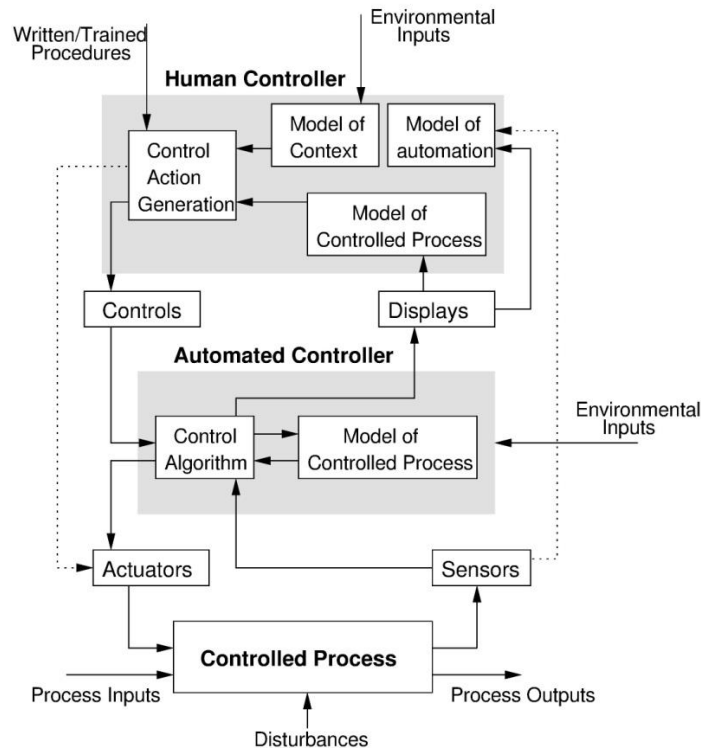 Written/Trained
Procedures
Environmental
Inputs
Human Controller
Control
Action
Generation
Model of
Context
Model of
automation
Model of
Controlled Process
Controls
Displays
Automated Controller
Control
Algorithm
Model of
Controlled Process
Environmental
Inputs
Actuators
Sensors
Controlled Process
Process Inputs
Process Outputs
Disturbances